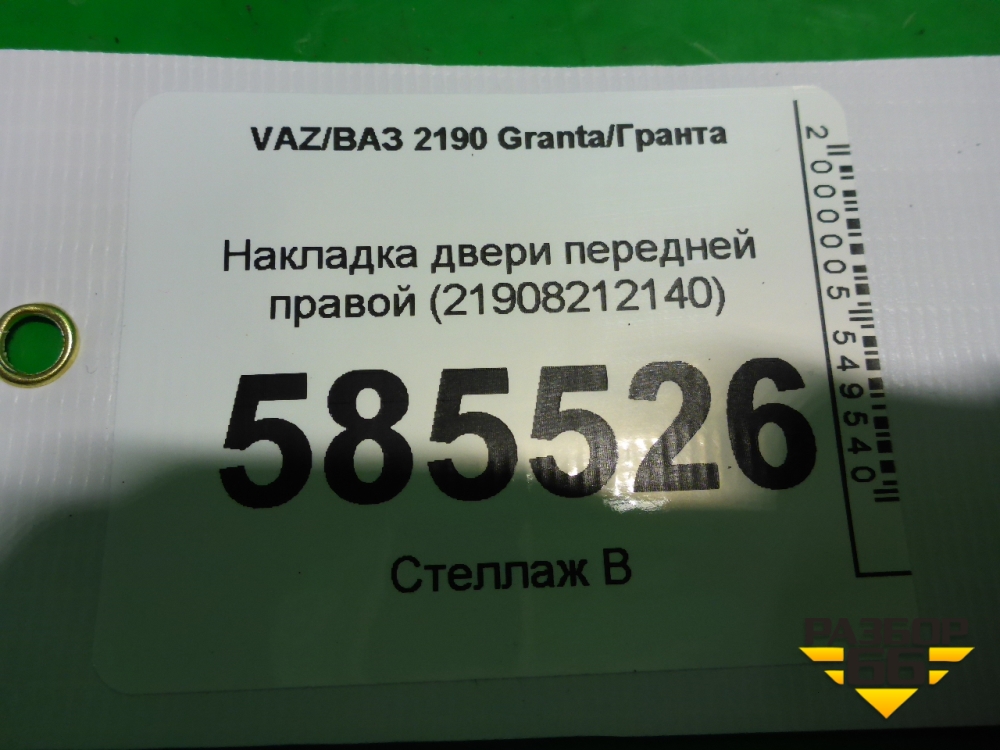 VAZ/ВАЗ 2190 Granta/Гранта
Накладка двери передней
правой (21908212140)
585526
Стеллаж В
2000005549540
РАЗБОР
66